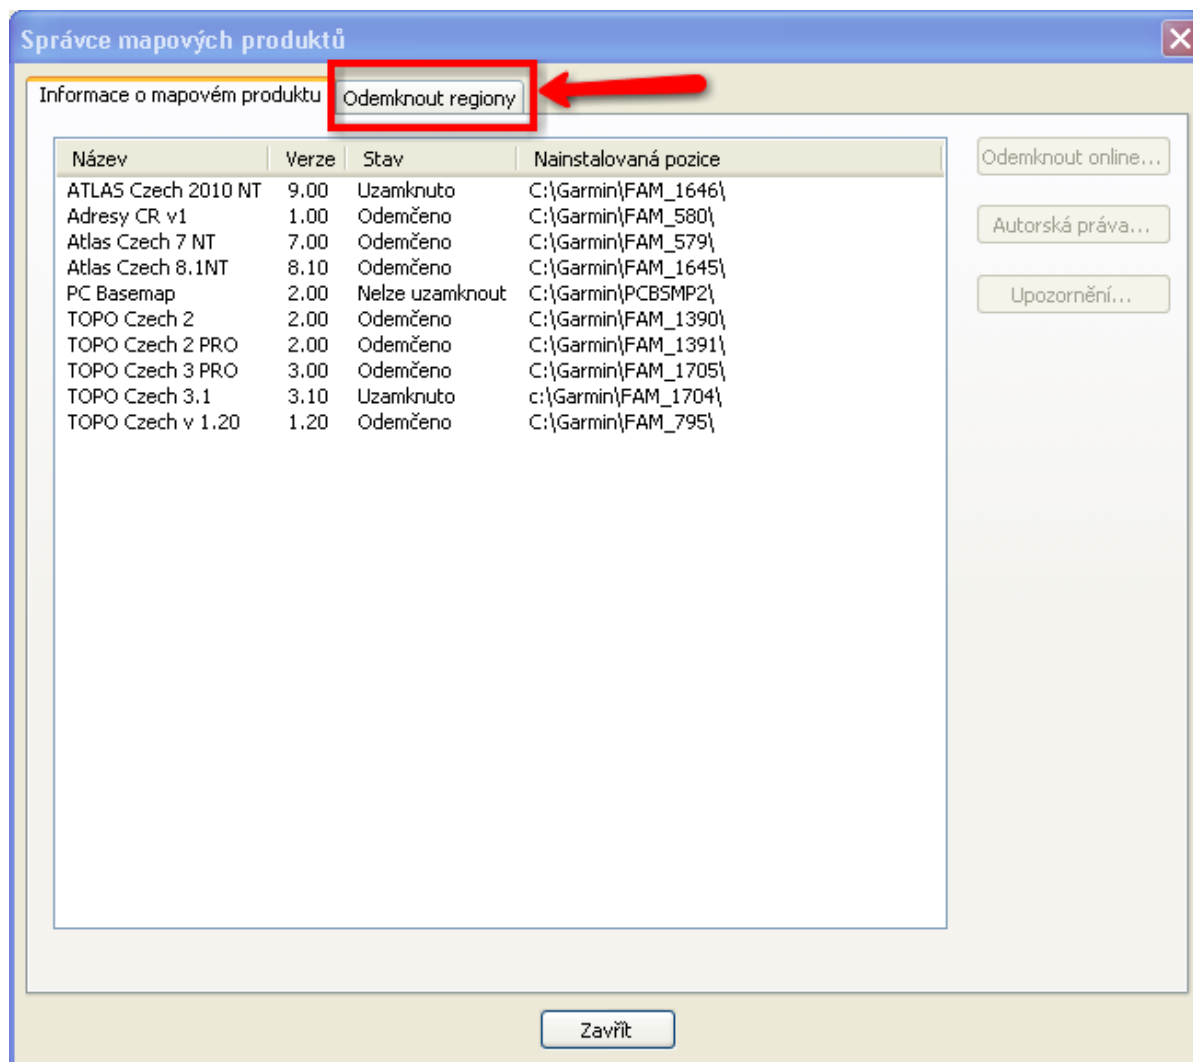 Správce mapových produktů
Informace o mapovém produktu Odemknout regiony
Název Verze Stav Nainstalovaná pozice
ATLAS Czech 2010 NT 9.00 Uzamknuto C:\Garmin\FAM_1646\
Adresy CR v1 1.00 Odemčeno C:\Garmin\FAM_580\
Atlas Czech 7 NT 7.00 Odemčeno C:\Garmin\FAM_579\
Atlas Czech 8.1NT 8.10 Odemčeno C:\Garmin\FAM_1645\
PC Basemap 2.00 Nelze uzamknout C:\Garmin\PCBSMP2\
TOPO Czech 2 2.00 Odemčeno C:\Garmin\FAM_1390\
TOPO Czech 2 PRO 2.00 Odemčeno C:\Garmin\FAM_1391\
TOPO Czech 3 PRO 3.00 Odemčeno C:\Garmin\FAM_1705\
TOPO Czech 3.1 3.10 Uzamknuto c:\Garmin\FAM_1704\
TOPO Czech v 1.20 1.20 Odemčeno C:\Garmin\FAM_795\
Odemknout online...
Autorská práva...
Upozornění...
Zavřít